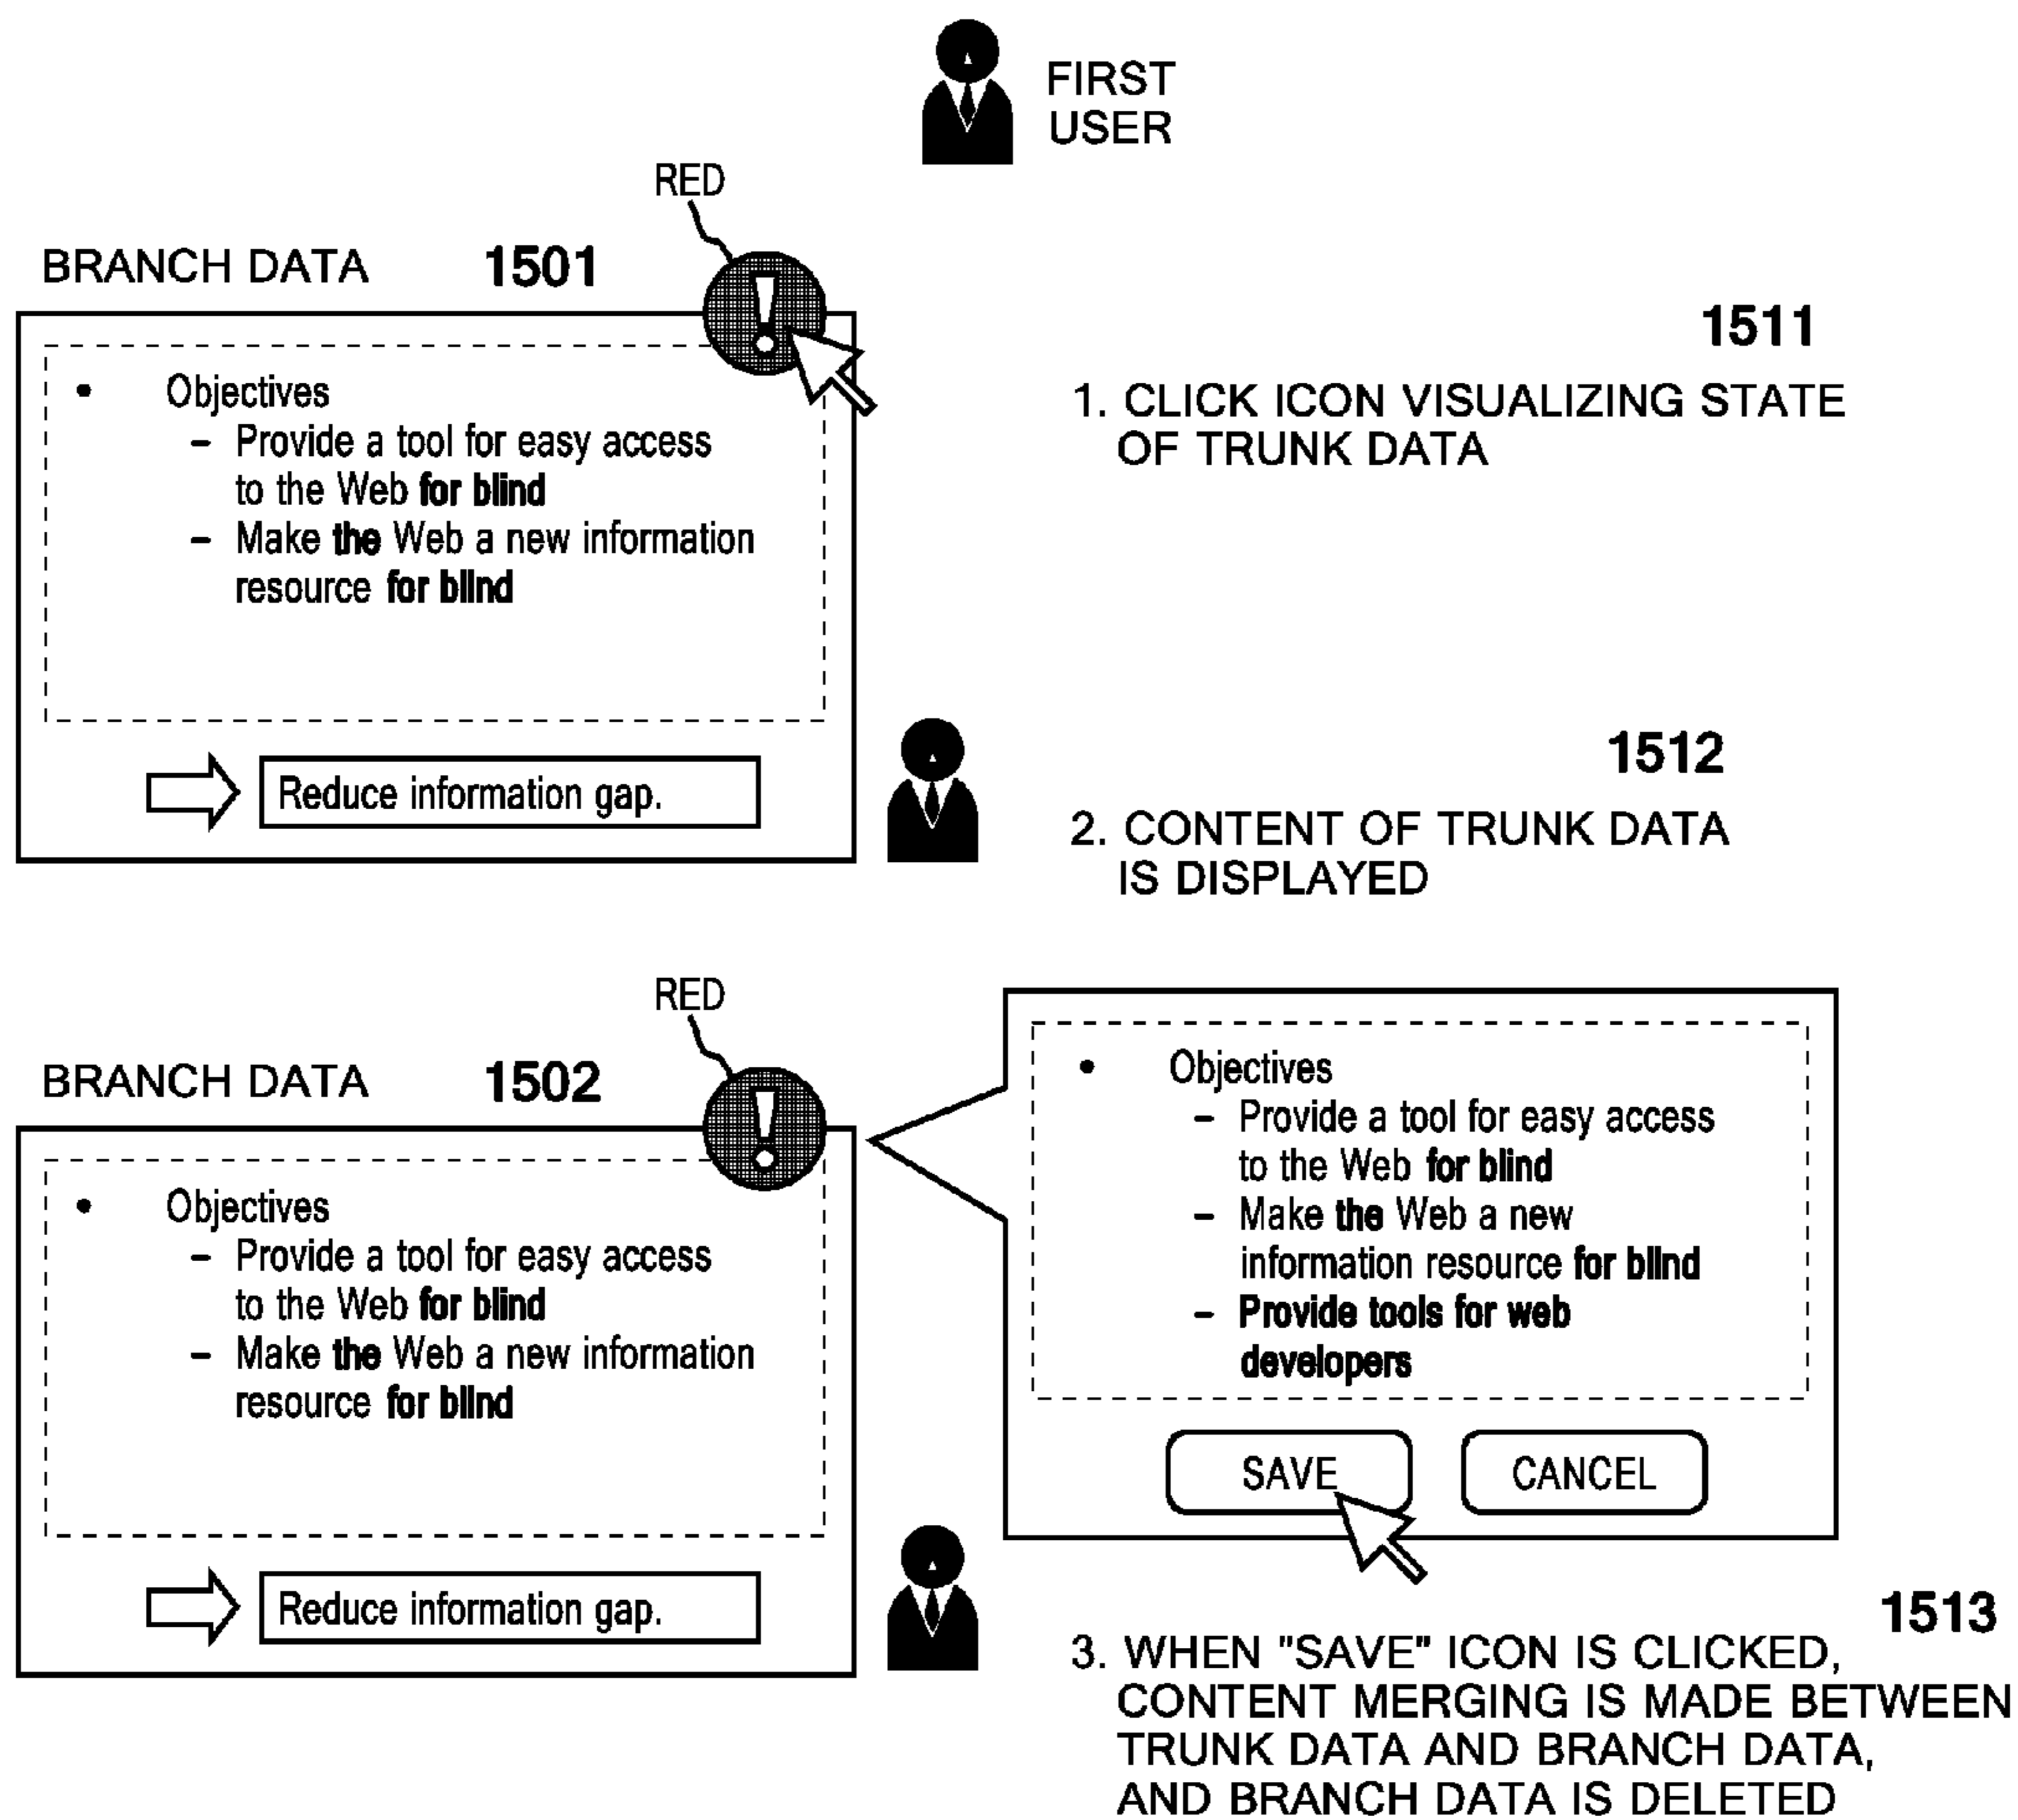 FIRST
USER
RED
BRANCH DATA 1501
• Objectives
– Provide a tool for easy access
to the Web for blind
– Make the Web a new information
resource for blind
Reduce information gap.
1511
1. CLICK ICON VISUALIZING STATE
OF TRUNK DATA
1512
2. CONTENT OF TRUNK DATA
IS DISPLAYED
RED
BRANCH DATA 1502
• Objectives
– Provide a tool for easy access
to the Web for blind
– Make the Web a new information
resource for blind
Reduce information gap.
• Objectives
– Provide a tool for easy access
to the Web for blind
– Make the Web a new
information resource for blind
– Provide tools for web
developers
SAVE CANCEL
1513
3. WHEN "SAVE" ICON IS CLICKED,
CONTENT MERGING IS MADE BETWEEN
TRUNK DATA AND BRANCH DATA,
AND BRANCH DATA IS DELETED